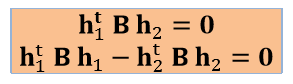 h₁ᵗ B h₂ = 0
h₁ᵗ B h₁ − h₂ᵗ B h₂ = 0